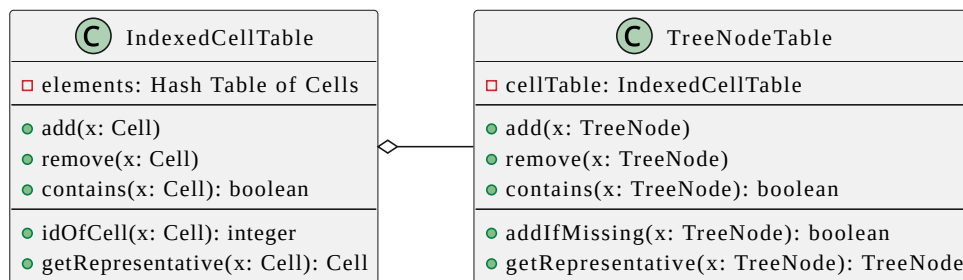 C IndexedCellTable
elements: Hash Table of Cells
add(x: Cell)
remove(x: Cell)
contains(x: Cell): boolean
idOfCell(x: Cell): integer
getRepresentative(x: Cell): Cell
C TreeNodeTable
cellTable: IndexedCellTable
add(x: TreeNode)
remove(x: TreeNode)
contains(x: TreeNode): boolean
addIfMissing(x: TreeNode): boolean
getRepresentative(x: TreeNode): TreeNode